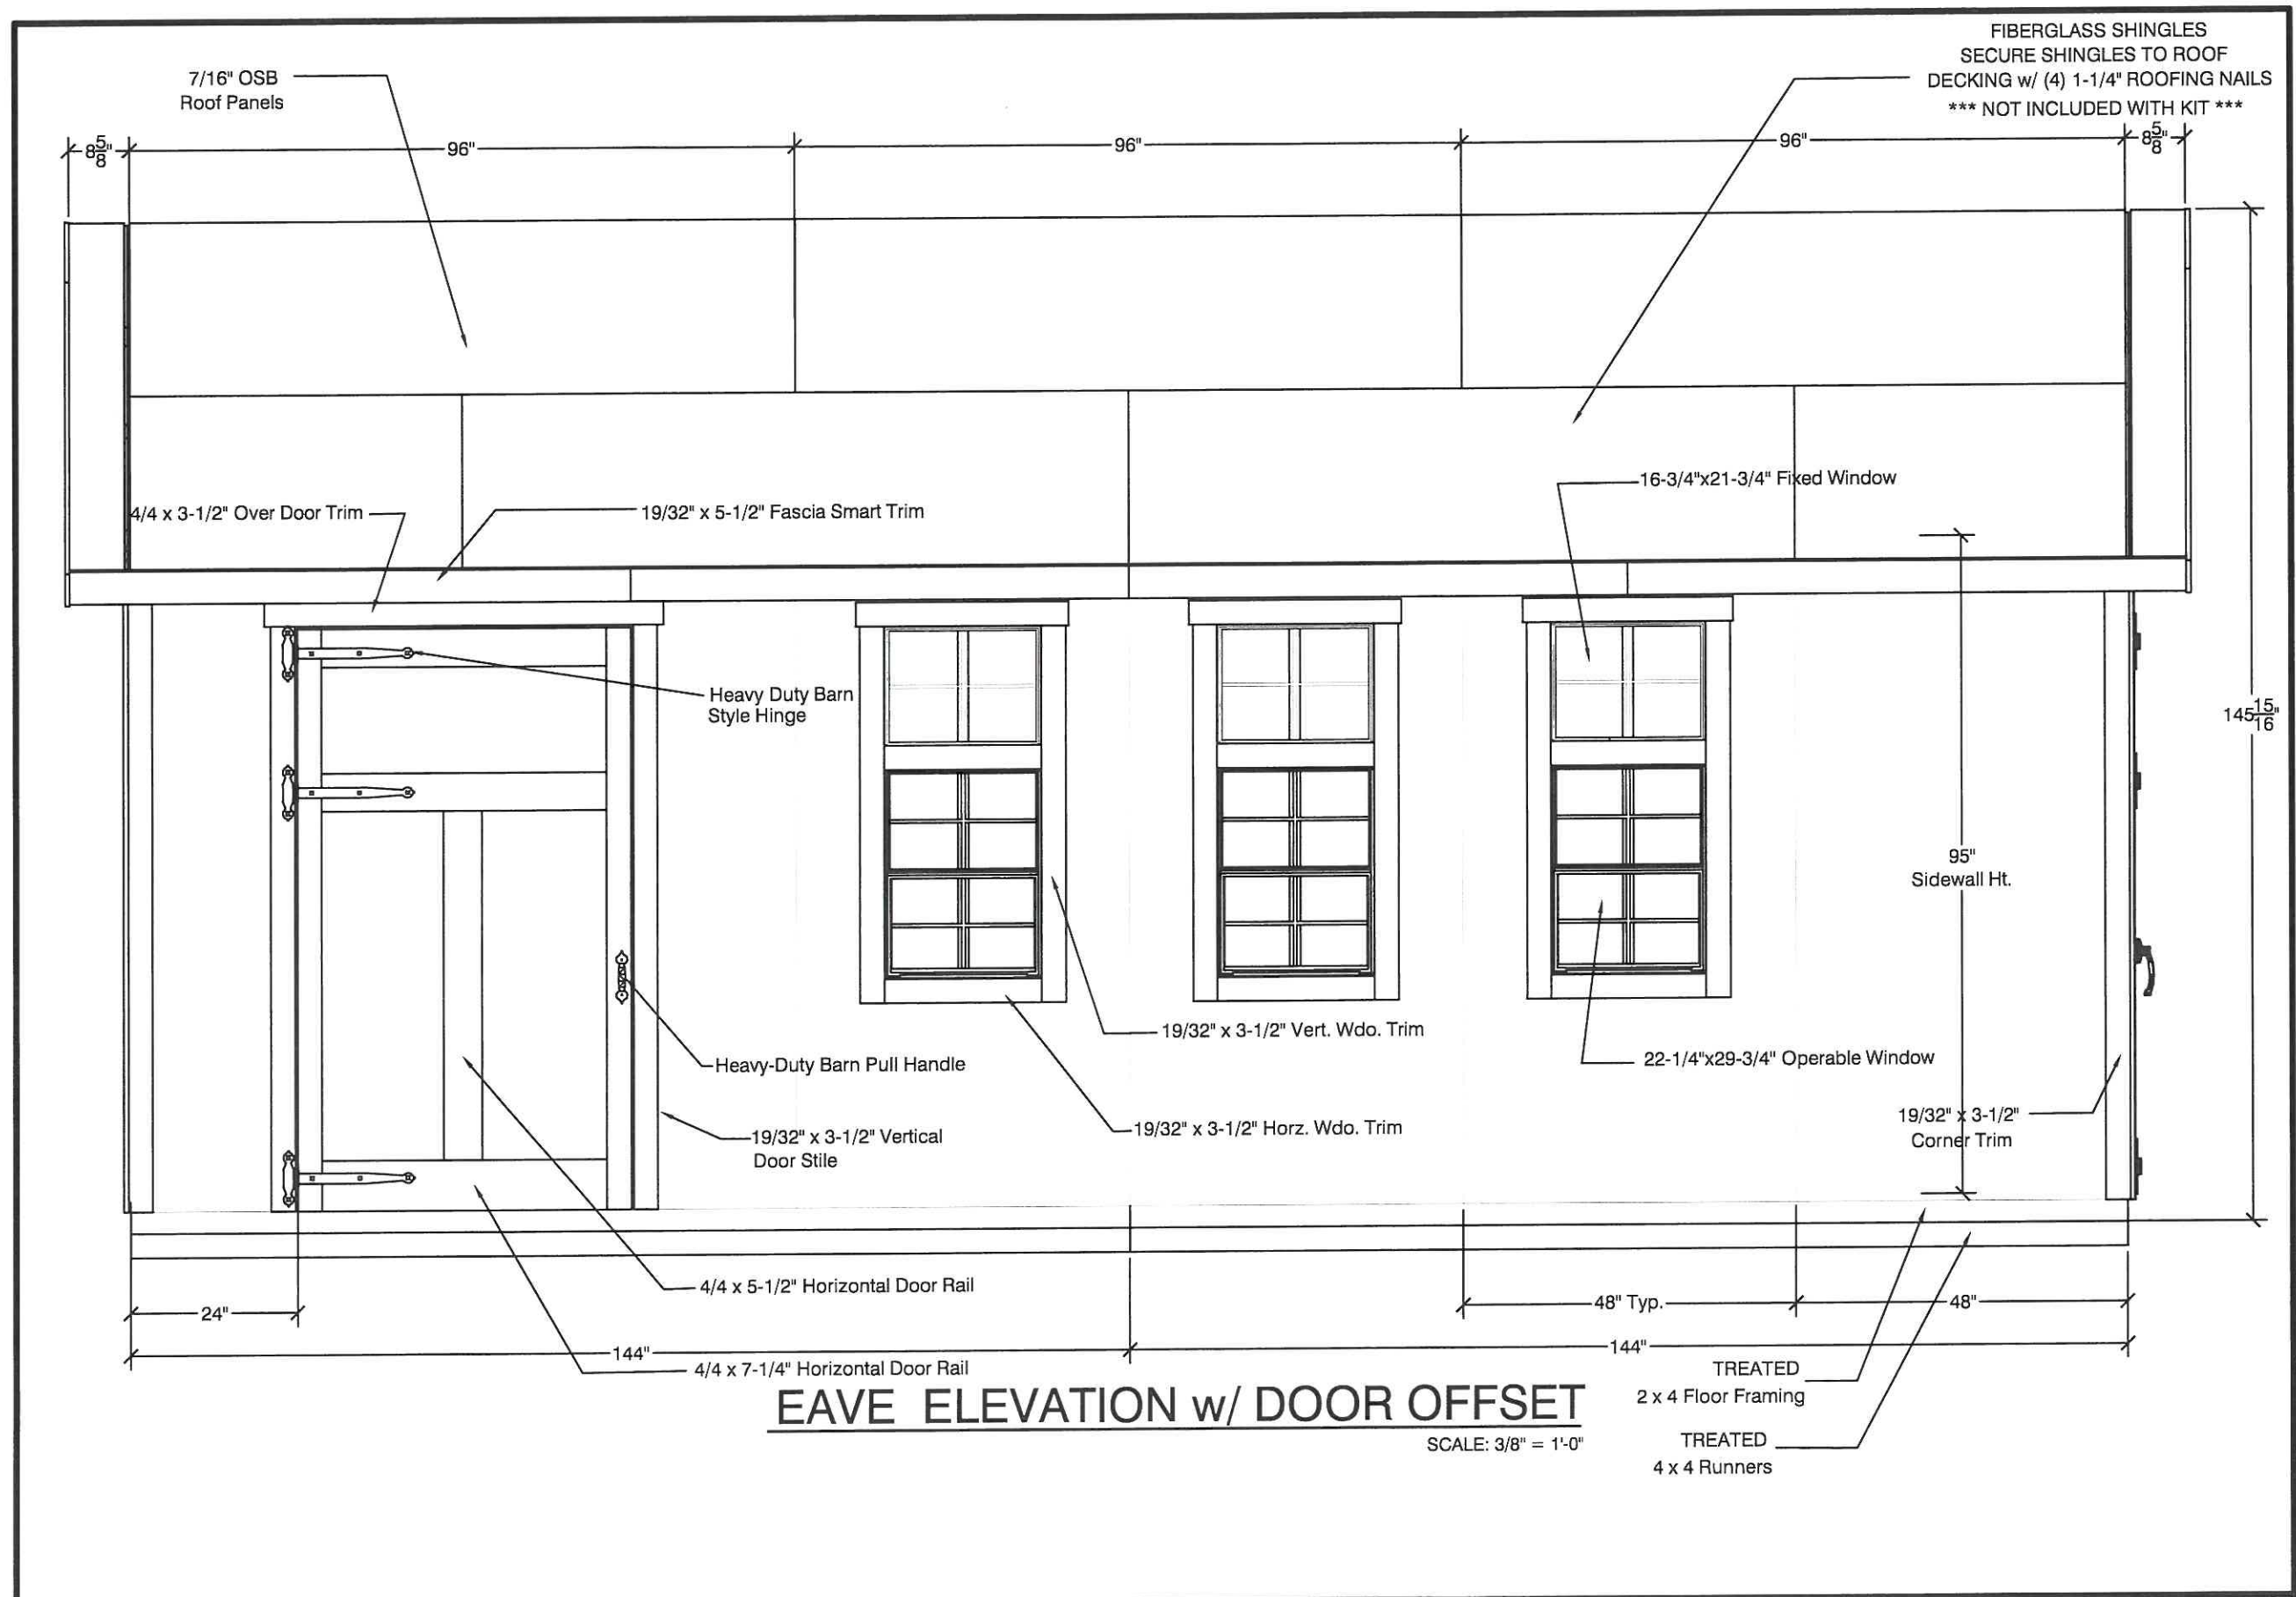 FIBERGLASS SHINGLES
SECURE SHINGLES TO ROOF
DECKING w/ (4) 1-1/4" ROOFING NAILS
*** NOT INCLUDED WITH KIT ***
7/16" OSB
Roof Panels
8 5/8"
96"
96"
96"
8 5/8"
16-3/4"x21-3/4" Fixed Window
4/4 x 3-1/2" Over Door Trim
19/32" x 5-1/2" Fascia Smart Trim
Heavy Duty Barn
Style Hinge
145 15/16"
95"
Sidewall Ht.
19/32" x 3-1/2" Vert. Wdo. Trim
Heavy-Duty Barn Pull Handle
22-1/4"x29-3/4" Operable Window
19/32" x 3-1/2" Vertical
Door Stile
19/32" x 3-1/2" Horz. Wdo. Trim
19/32" x 3-1/2"
Corner Trim
4/4 x 5-1/2" Horizontal Door Rail
24"
48" Typ.
48"
144"
144"
4/4 x 7-1/4" Horizontal Door Rail
TREATED
2 x 4 Floor Framing
EAVE ELEVATION w/ DOOR OFFSET
SCALE: 3/8" = 1'-0"
TREATED
4 x 4 Runners